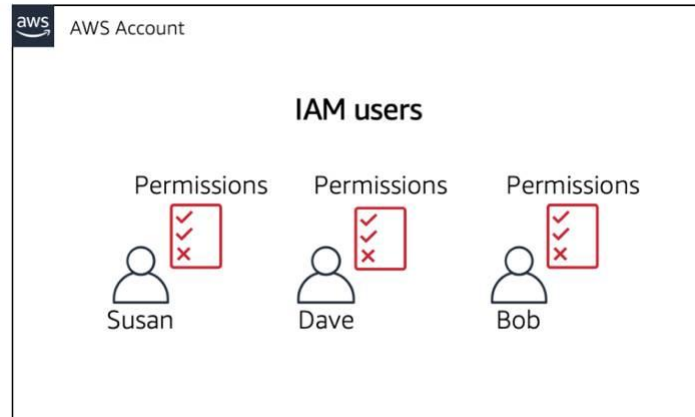 aws
AWS Account
IAM users
Permissions Permissions Permissions
Susan Dave Bob